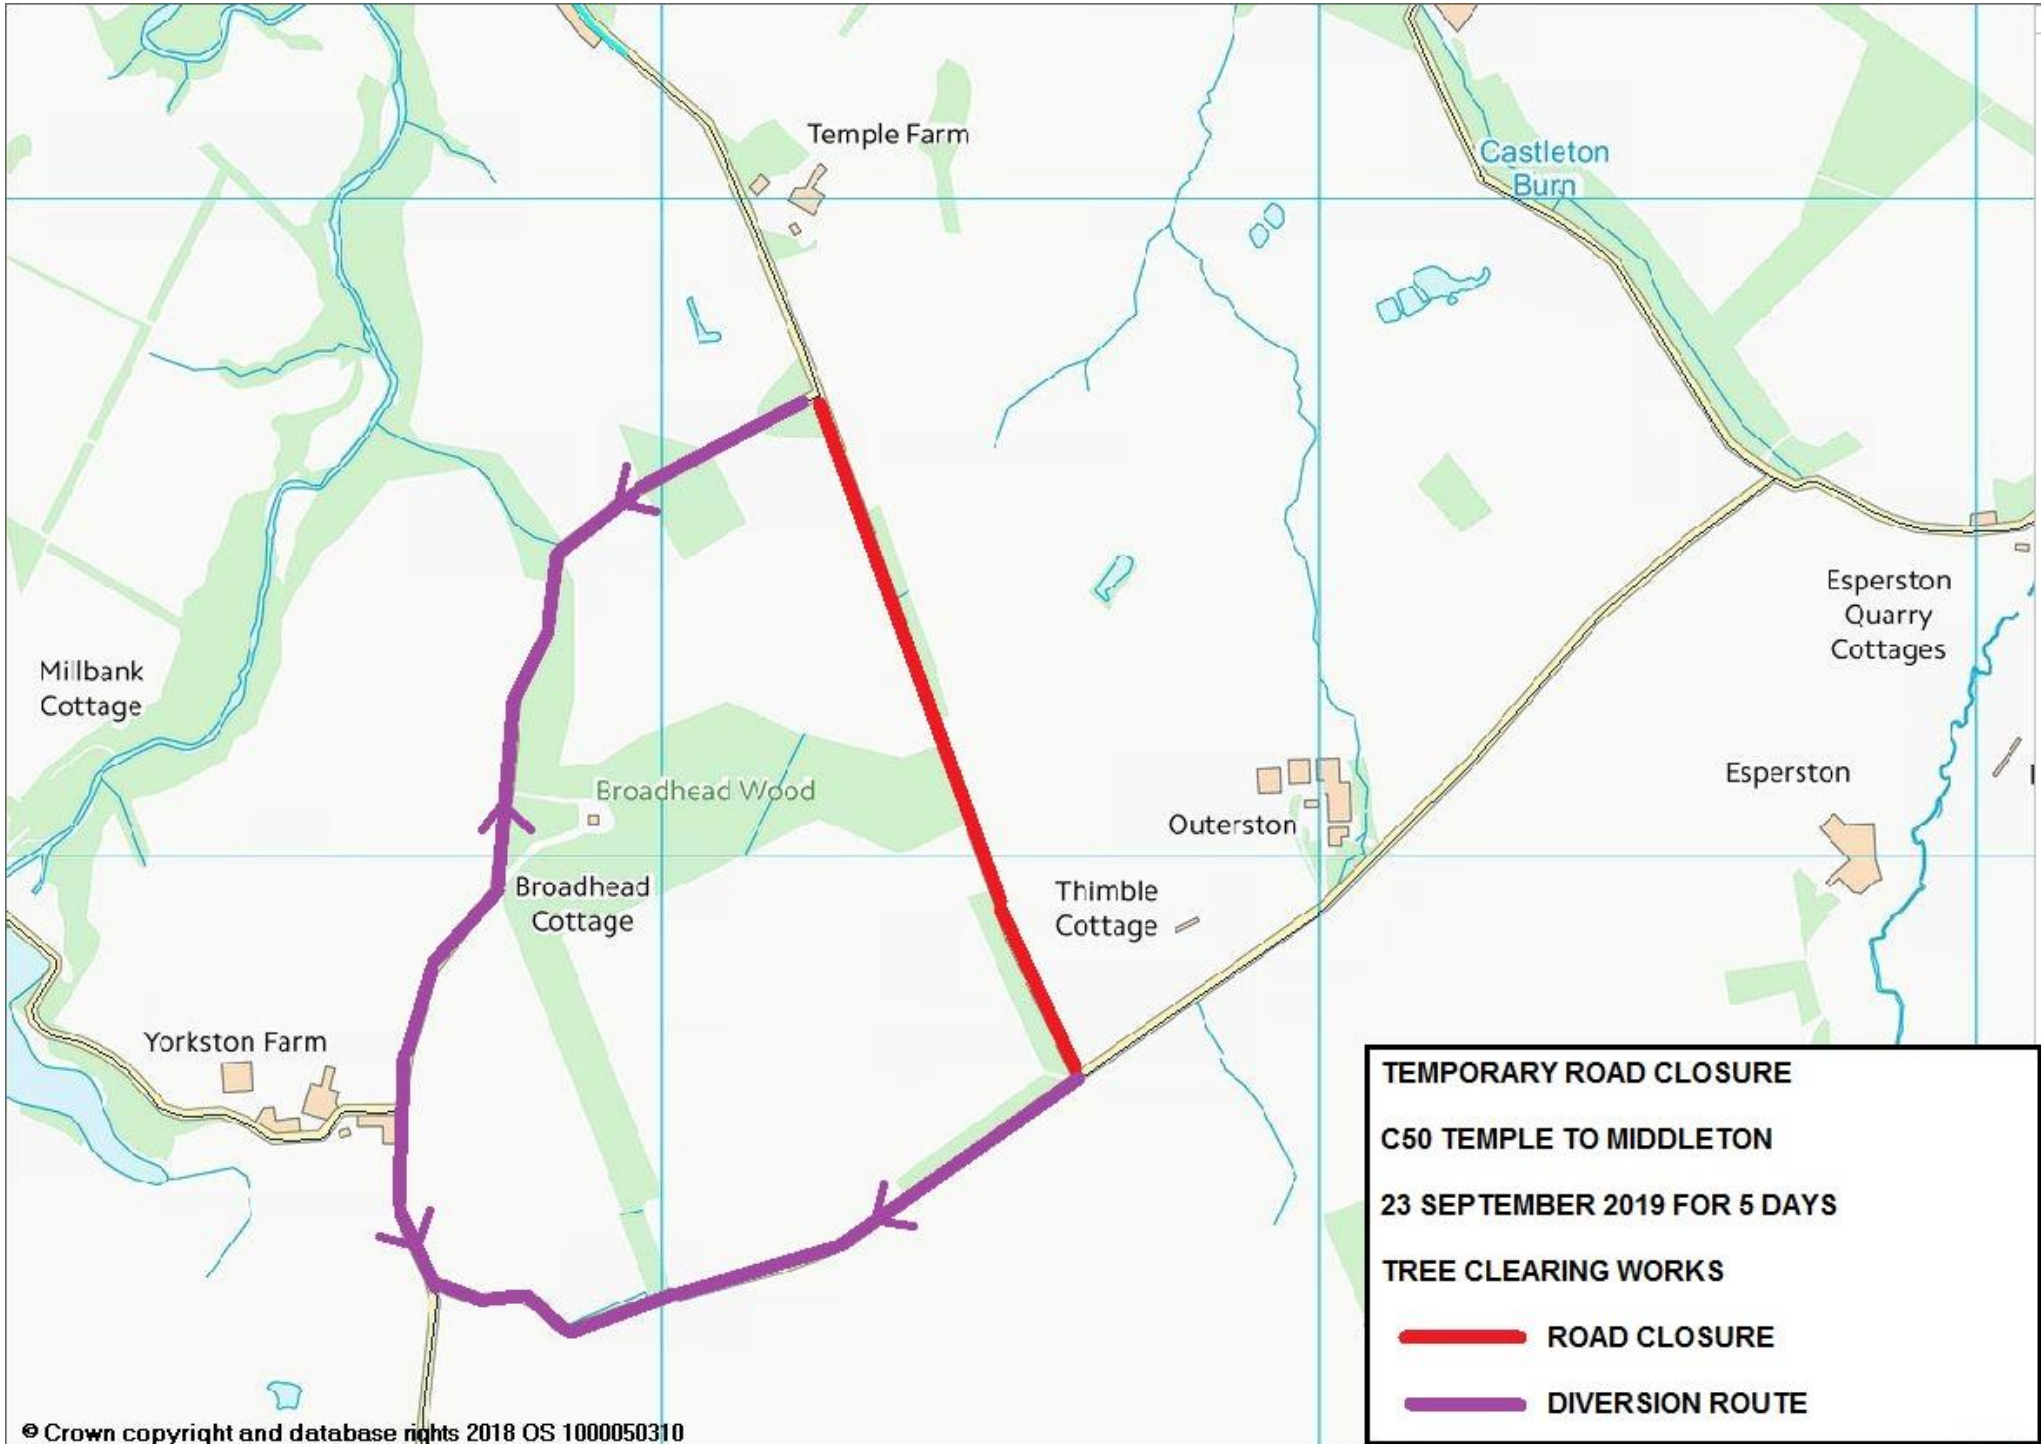 Temple Farm
Castleton
Burn
Esperston
Quarry
Cottages
Millbank
Cottage
Broadhead Wood
Esperston
Outerston
Broadhead
Cottage
Thimble
Cottage
Yorkston Farm
TEMPORARY ROAD CLOSURE
C50 TEMPLE TO MIDDLETON
23 SEPTEMBER 2019 FOR 5 DAYS
TREE CLEARING WORKS
ROAD CLOSURE
DIVERSION ROUTE
© Crown copyright and database rights 2018 OS 1000050310